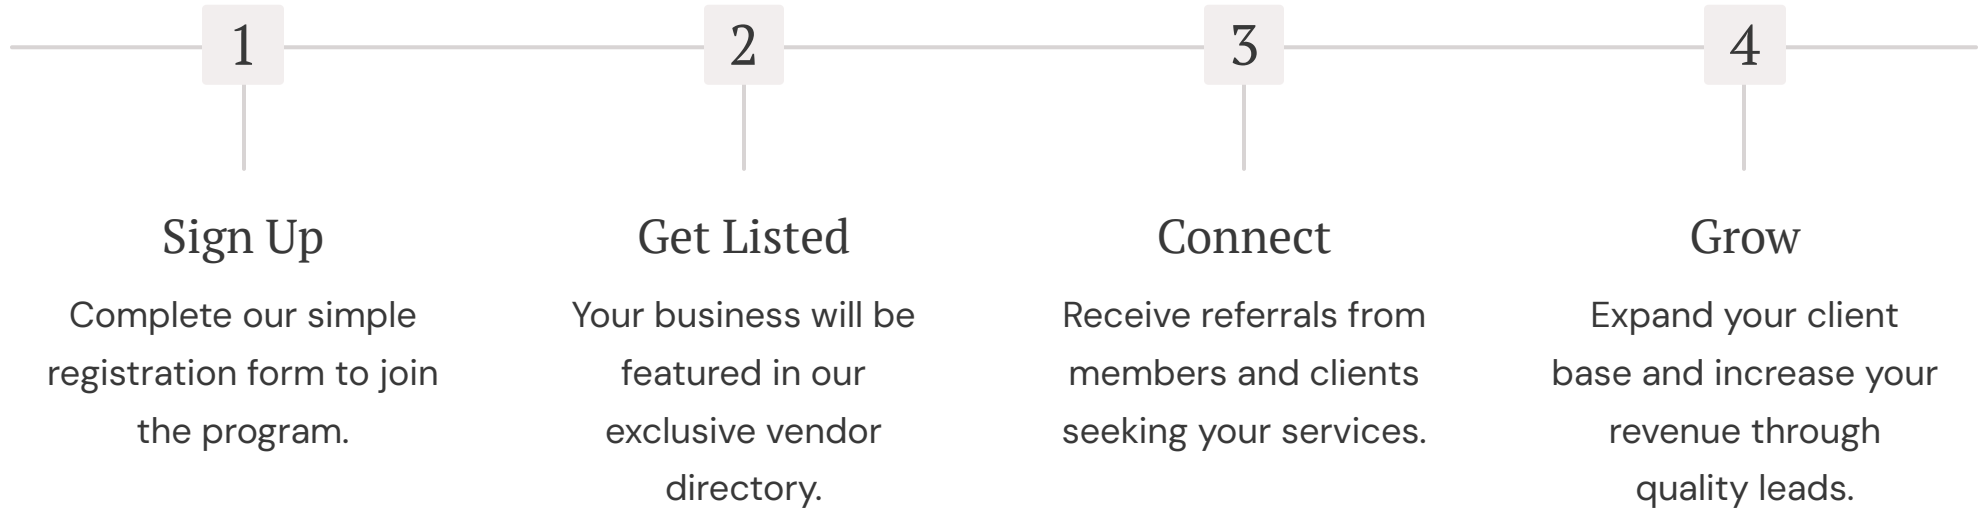 1
2
3
4
Sign Up
Complete our simple
registration form to join
the program.
Get Listed
Your business will be
featured in our
exclusive vendor
directory.
Connect
Receive referrals from
members and clients
seeking your services.
Grow
Expand your client
base and increase your
revenue through
quality leads.